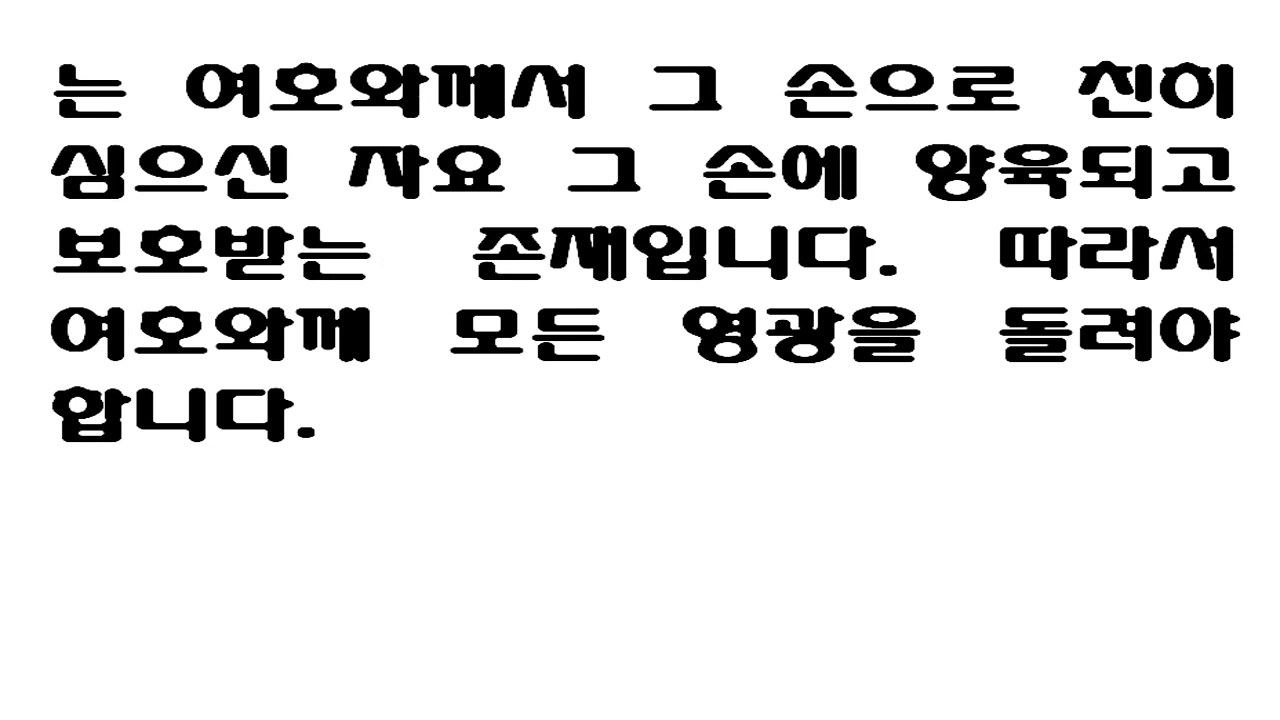 는 여호와께서 그 손으로 친히
심으신 자요 그 손에 양육되고
보호받는 존재입니다. 따라서
여호와께 모든 영광을 돌려야
합니다.